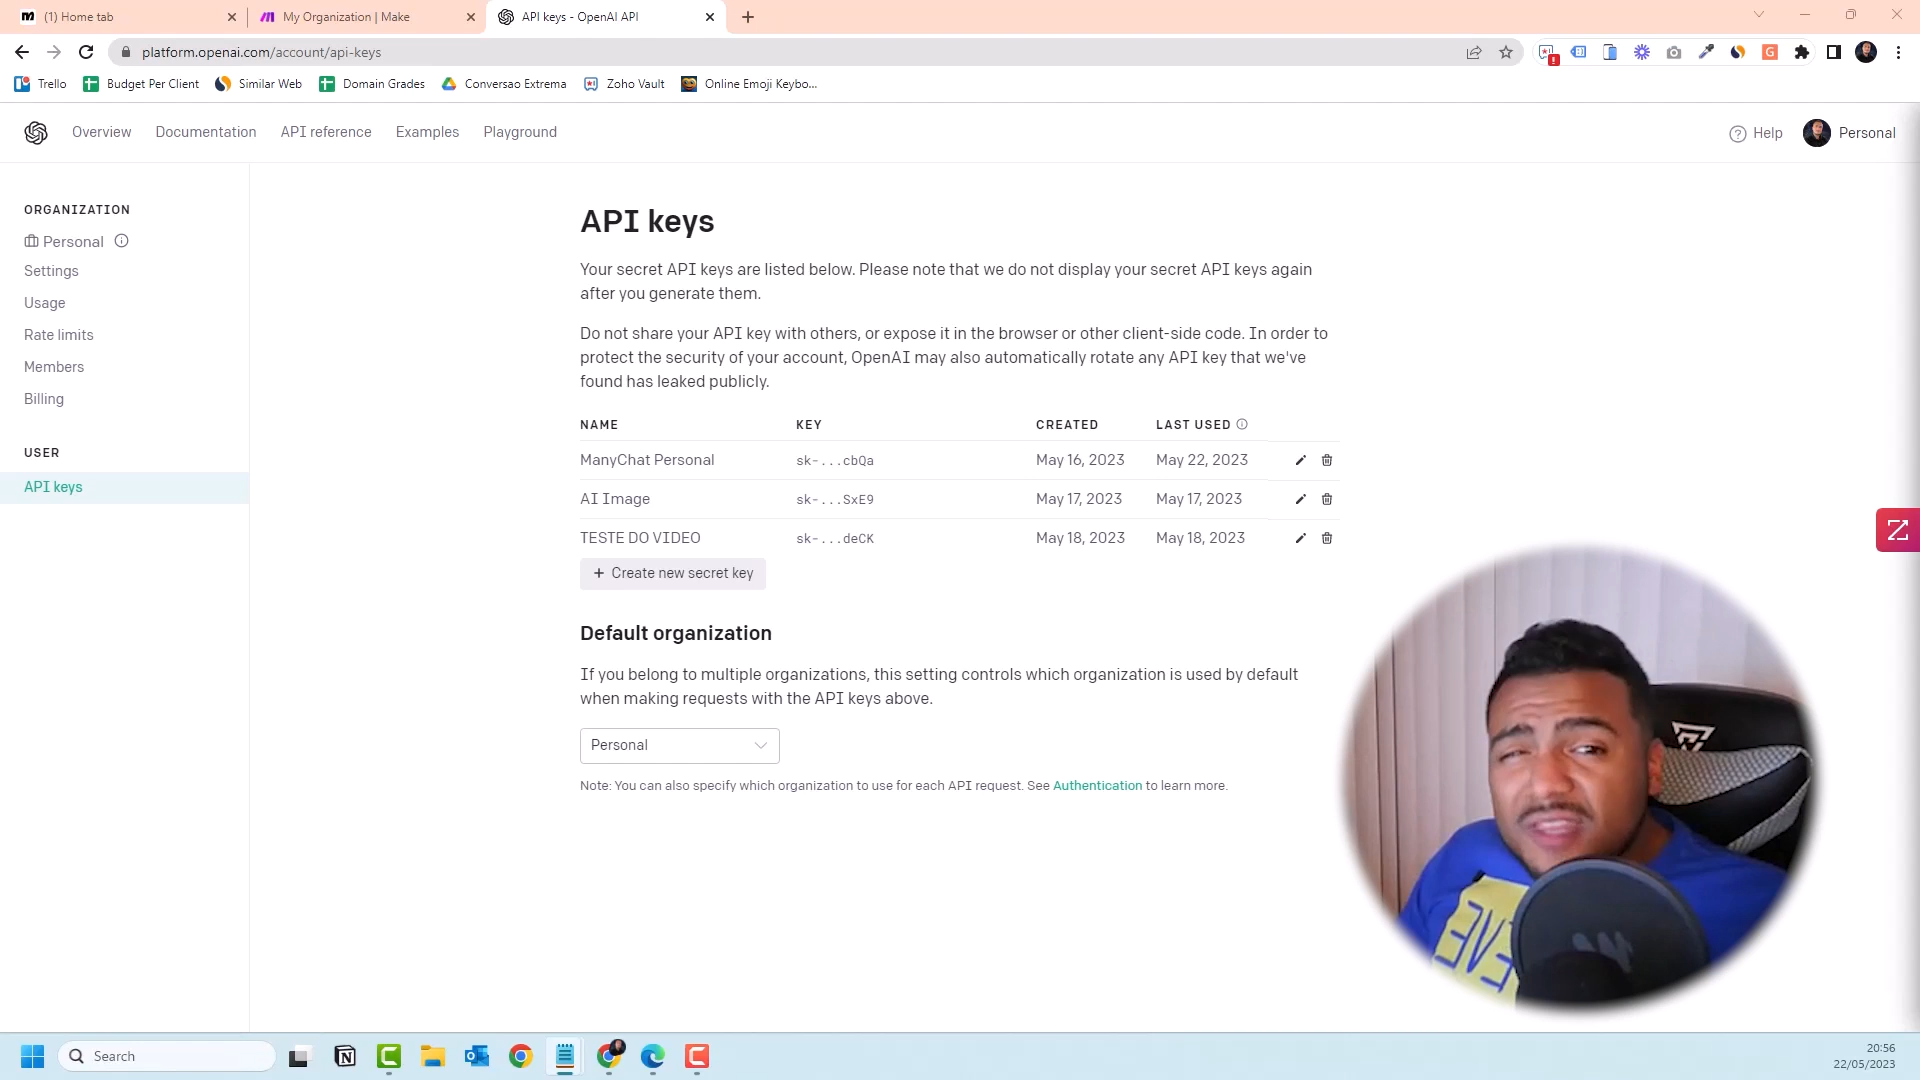 (1) Home tab
My Organization | Make
API keys - OpenAI API
platform.openai.com/account/api-keys
Trello
Budget Per Client
Similar Web
Domain Grades
Conversao Extrema
Zoho Vault
Online Emoji Keybo...
Overview
Documentation
API reference
Examples
Playground
Help
Personal
ORGANIZATION
Personal
Settings
Usage
Rate limits
Members
Billing
USER
API keys
API keys
Your secret API keys are listed below. Please note that we do not display your secret API keys again
after you generate them.
Do not share your API key with others, or expose it in the browser or other client-side code. In order to
protect the security of your account, OpenAI may also automatically rotate any API key that we've
found has leaked publicly.
NAME KEY CREATED LAST USED
ManyChat Personal sk-...cbQa May 16, 2023 May 22, 2023
AI Image sk-...SxE9 May 17, 2023 May 17, 2023
TESTE DO VIDEO sk-...deCK May 18, 2023 May 18, 2023
+ Create new secret key
Default organization
If you belong to multiple organizations, this setting controls which organization is used by default
when making requests with the API keys above.
Personal
Note: You can also specify which organization to use for each API request. See Authentication to learn more.
Search
20:56
22/05/2023